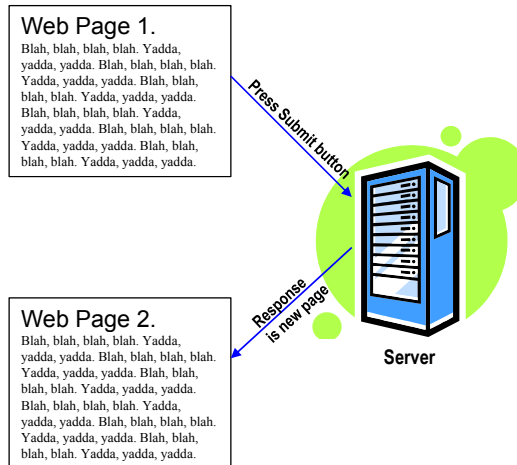 Web Page 1.
Blah, blah, blah, blah. Yadda,
yadda, yadda. Blah, blah, blah, blah.
Yadda, yadda, yadda. Blah, blah,
blah, blah. Yadda, yadda, yadda.
Blah, blah, blah, blah. Yadda,
yadda, yadda. Blah, blah, blah, blah.
Yadda, yadda, yadda. Blah, blah,
blah, blah. Yadda, yadda, yadda.
Press Submit button
Server
Response
is new page
Web Page 2.
Blah, blah, blah, blah. Yadda,
yadda, yadda. Blah, blah, blah, blah.
Yadda, yadda, yadda. Blah, blah,
blah, blah. Yadda, yadda, yadda.
Blah, blah, blah, blah. Yadda,
yadda, yadda. Blah, blah, blah, blah.
Yadda, yadda, yadda. Blah, blah,
blah, blah. Yadda, yadda, yadda.